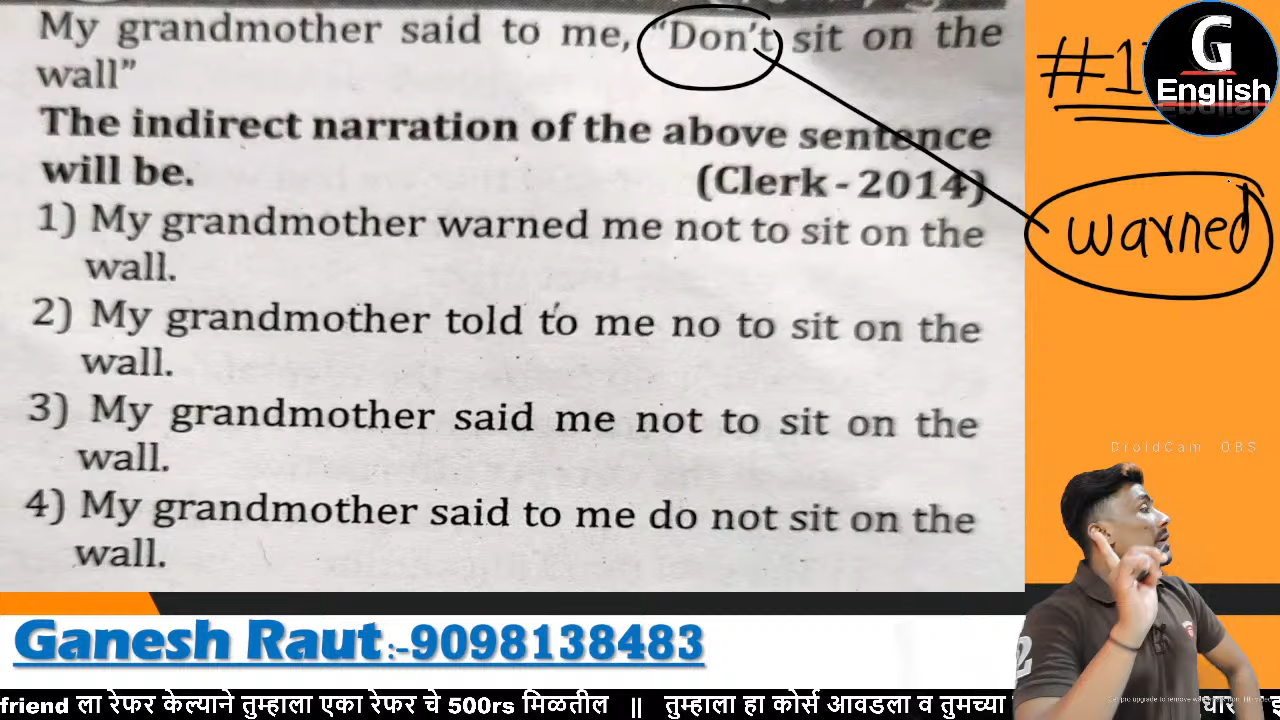 My grandmother said to me, "Don't sit on the
wall"
The indirect narration of the above sentence
will be. (Clerk - 2014)
1) My grandmother warned me not to sit on the
wall.
2) My grandmother told to me no to sit on the
wall.
3) My grandmother said me not to sit on the
wall.
4) My grandmother said to me do not sit on the
wall.
#1
G
English
warned
DroidCam OBS
Ganesh Raut:-9098138483
friend ला रेफर केल्याने तुम्हाला एका रेफर चे 500rs मिळतील || तुम्हाला हा कोर्स आवडला व तुमच्या